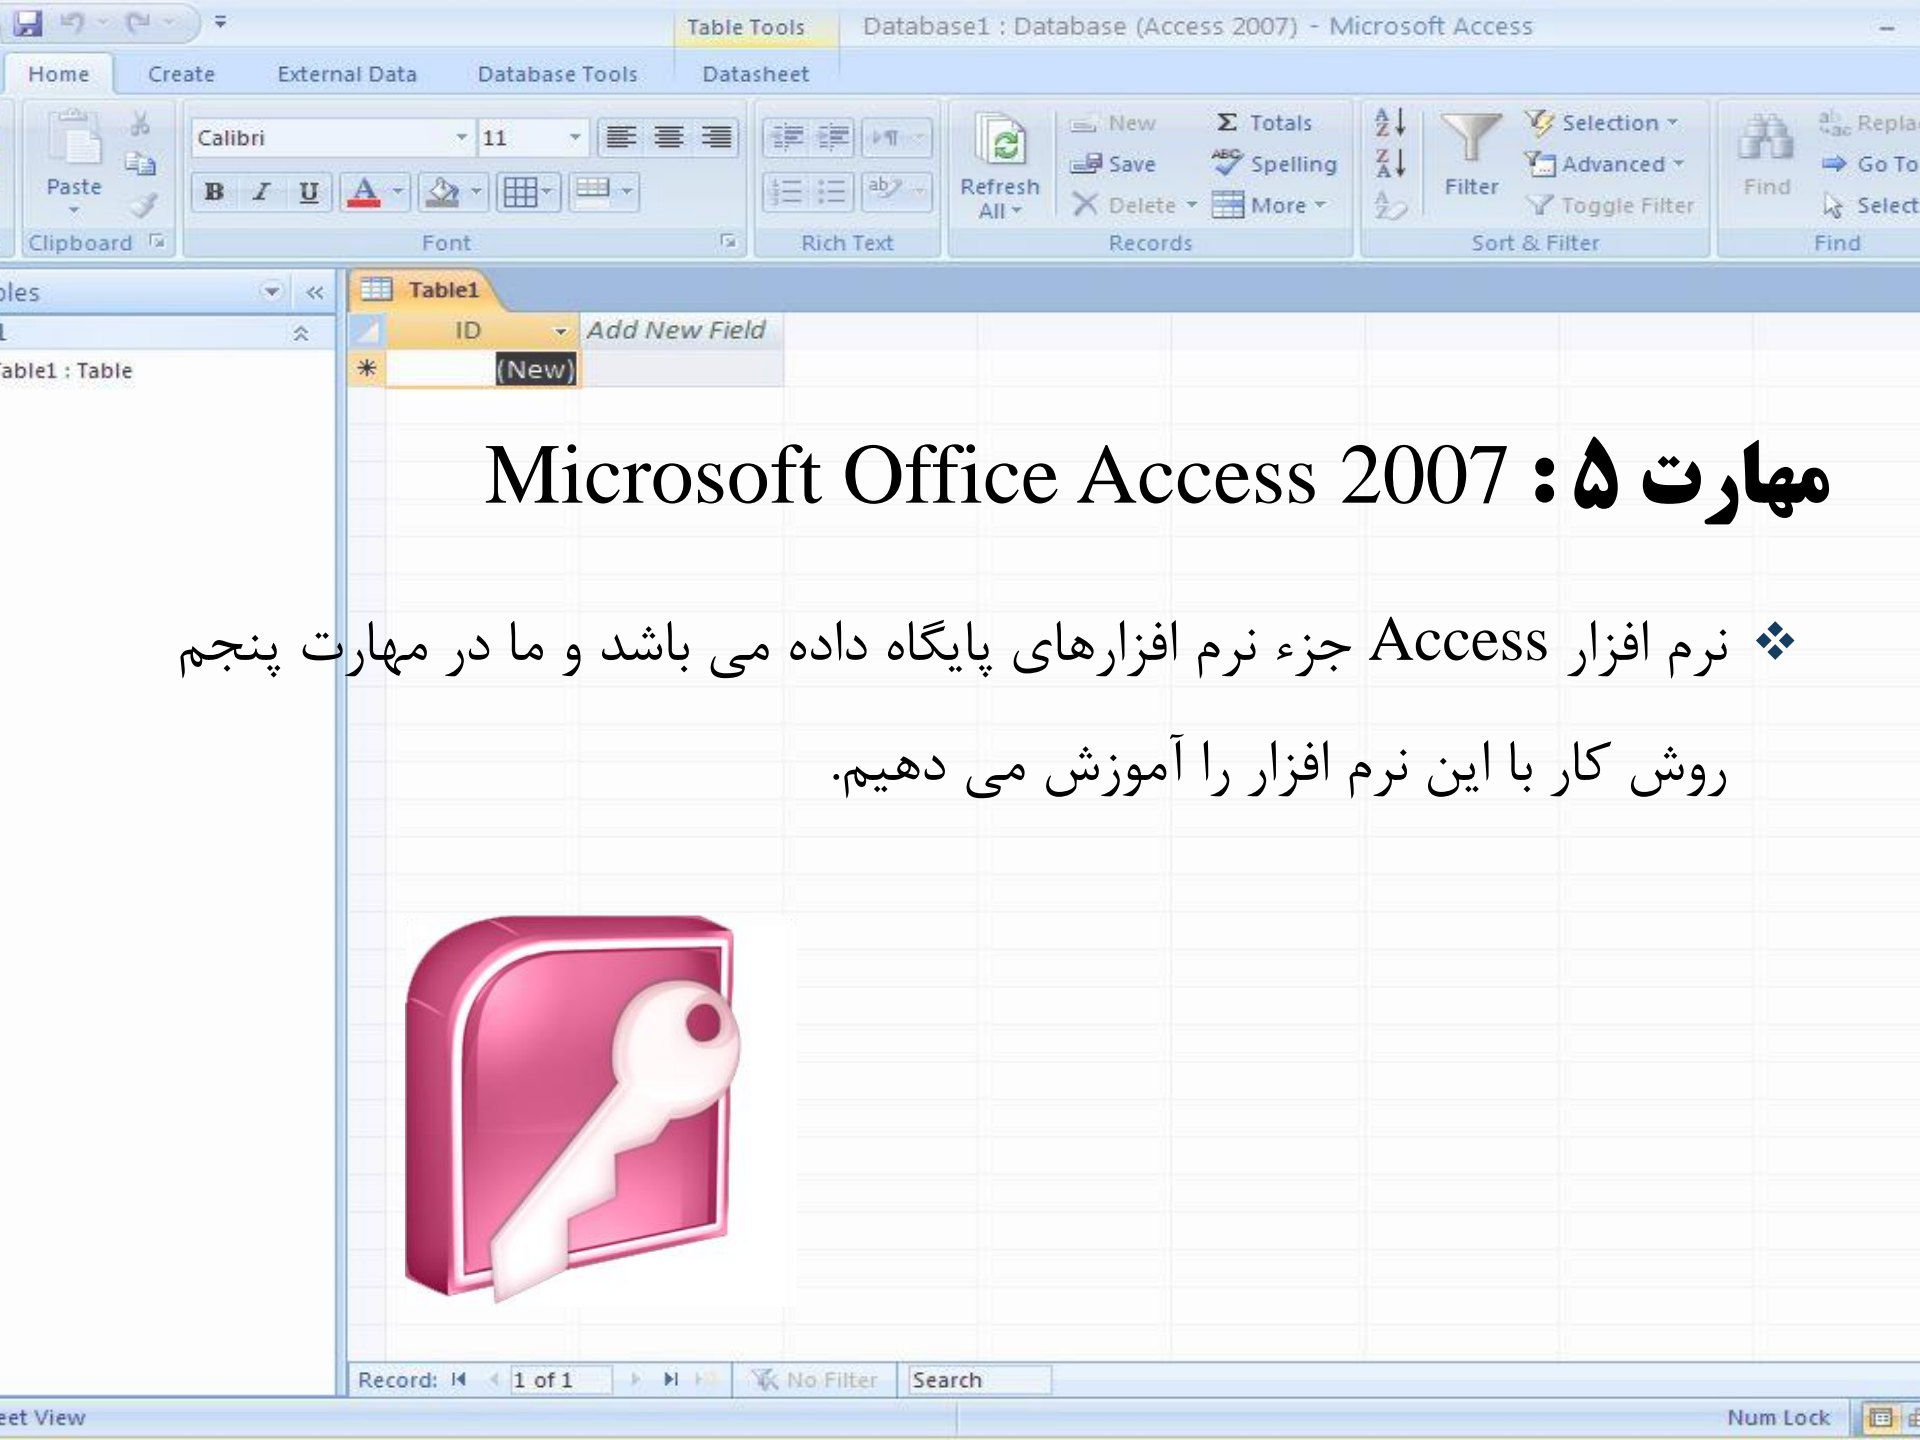 Table Tools Database1 : Database (Access 2007) - Microsoft Access
Home Create External Data Database Tools Datasheet
Paste
Clipboard
Calibri 11
B I U A
Font
Rich Text
Refresh
All
New
Save
Delete
Σ Totals
Spelling
More
Records
Filter
Selection
Advanced
Toggle Filter
Sort & Filter
Find
Go To
Select
Find
Table1
ID Add New Field
* (New)
Table1 : Table
مهارت ۵ : Microsoft Office Access 2007
❖ نرم افزار Access جزء نرم افزارهای پایگاه داده می باشد و ما در مهارت پنجم
روش کار با این نرم افزار را آموزش می دهیم.
Record: 1 of 1 No Filter Search
View Num Lock